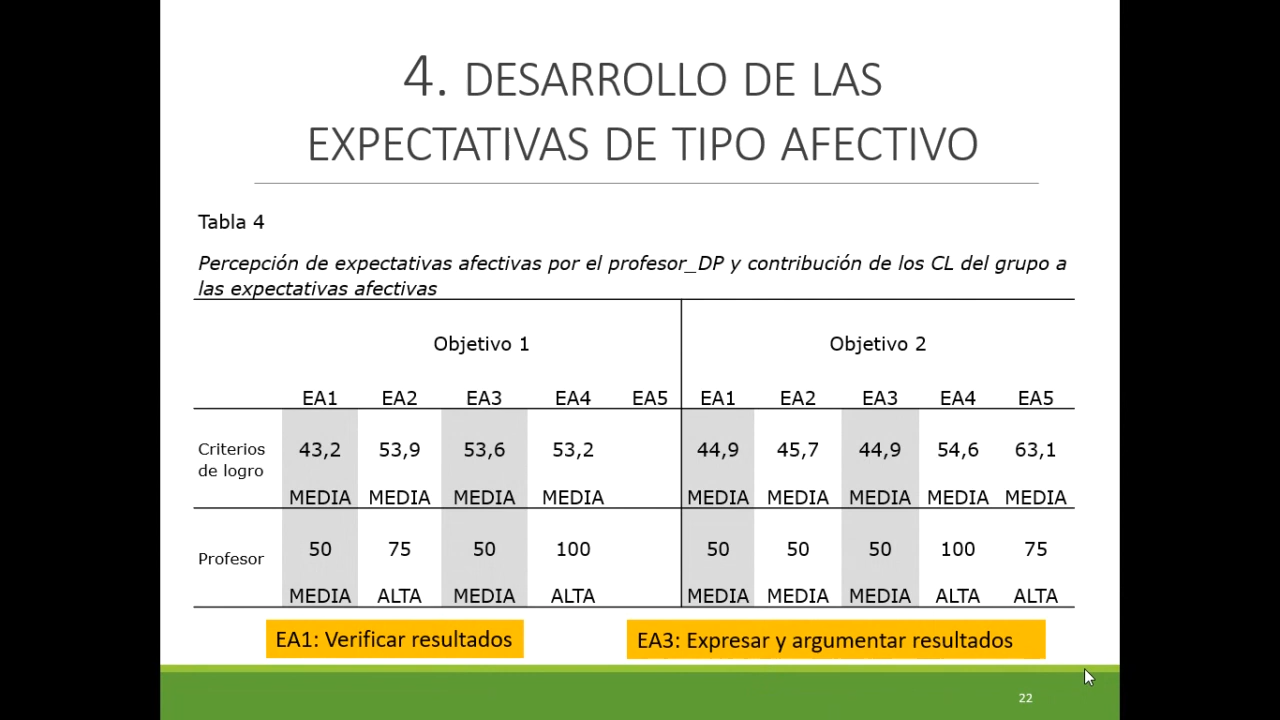 4. DESARROLLO DE LAS
EXPECTATIVAS DE TIPO AFECTIVO
Tabla 4
Percepción de expectativas afectivas por el profesor_DP y contribución de los CL del grupo a
las expectativas afectivas
Objetivo 1 Objetivo 2
EA1 EA2 EA3 EA4 EA5 EA1 EA2 EA3 EA4 EA5
Criterios
de logro
43,2 53,9 53,6 53,2 44,9 45,7 44,9 54,6 63,1
MEDIA MEDIA MEDIA MEDIA MEDIA MEDIA MEDIA MEDIA MEDIA
Profesor
50 75 50 100 50 50 50 100 75
MEDIA ALTA MEDIA ALTA MEDIA MEDIA MEDIA ALTA ALTA
EA1: Verificar resultados
EA3: Expresar y argumentar resultados
22